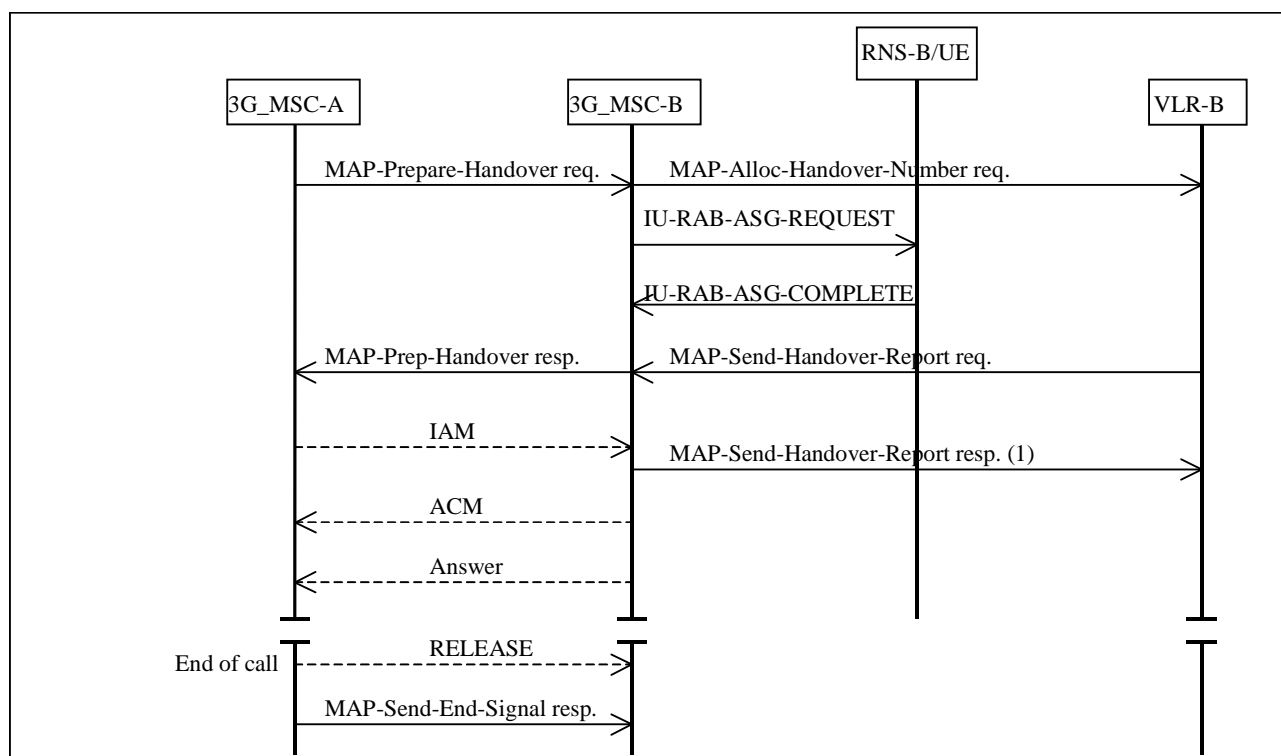 RNS-B/UE
3G_MSC-A
3G_MSC-B
VLR-B
MAP-Prepare-Handover req.
MAP-Alloc-Handover-Number req.
IU-RAB-ASG-REQUEST
IU-RAB-ASG-COMPLETE
MAP-Prep-Handover resp.
MAP-Send-Handover-Report req.
IAM
MAP-Send-Handover-Report resp. (1)
ACM
Answer
RELEASE
End of call
MAP-Send-End-Signal resp.